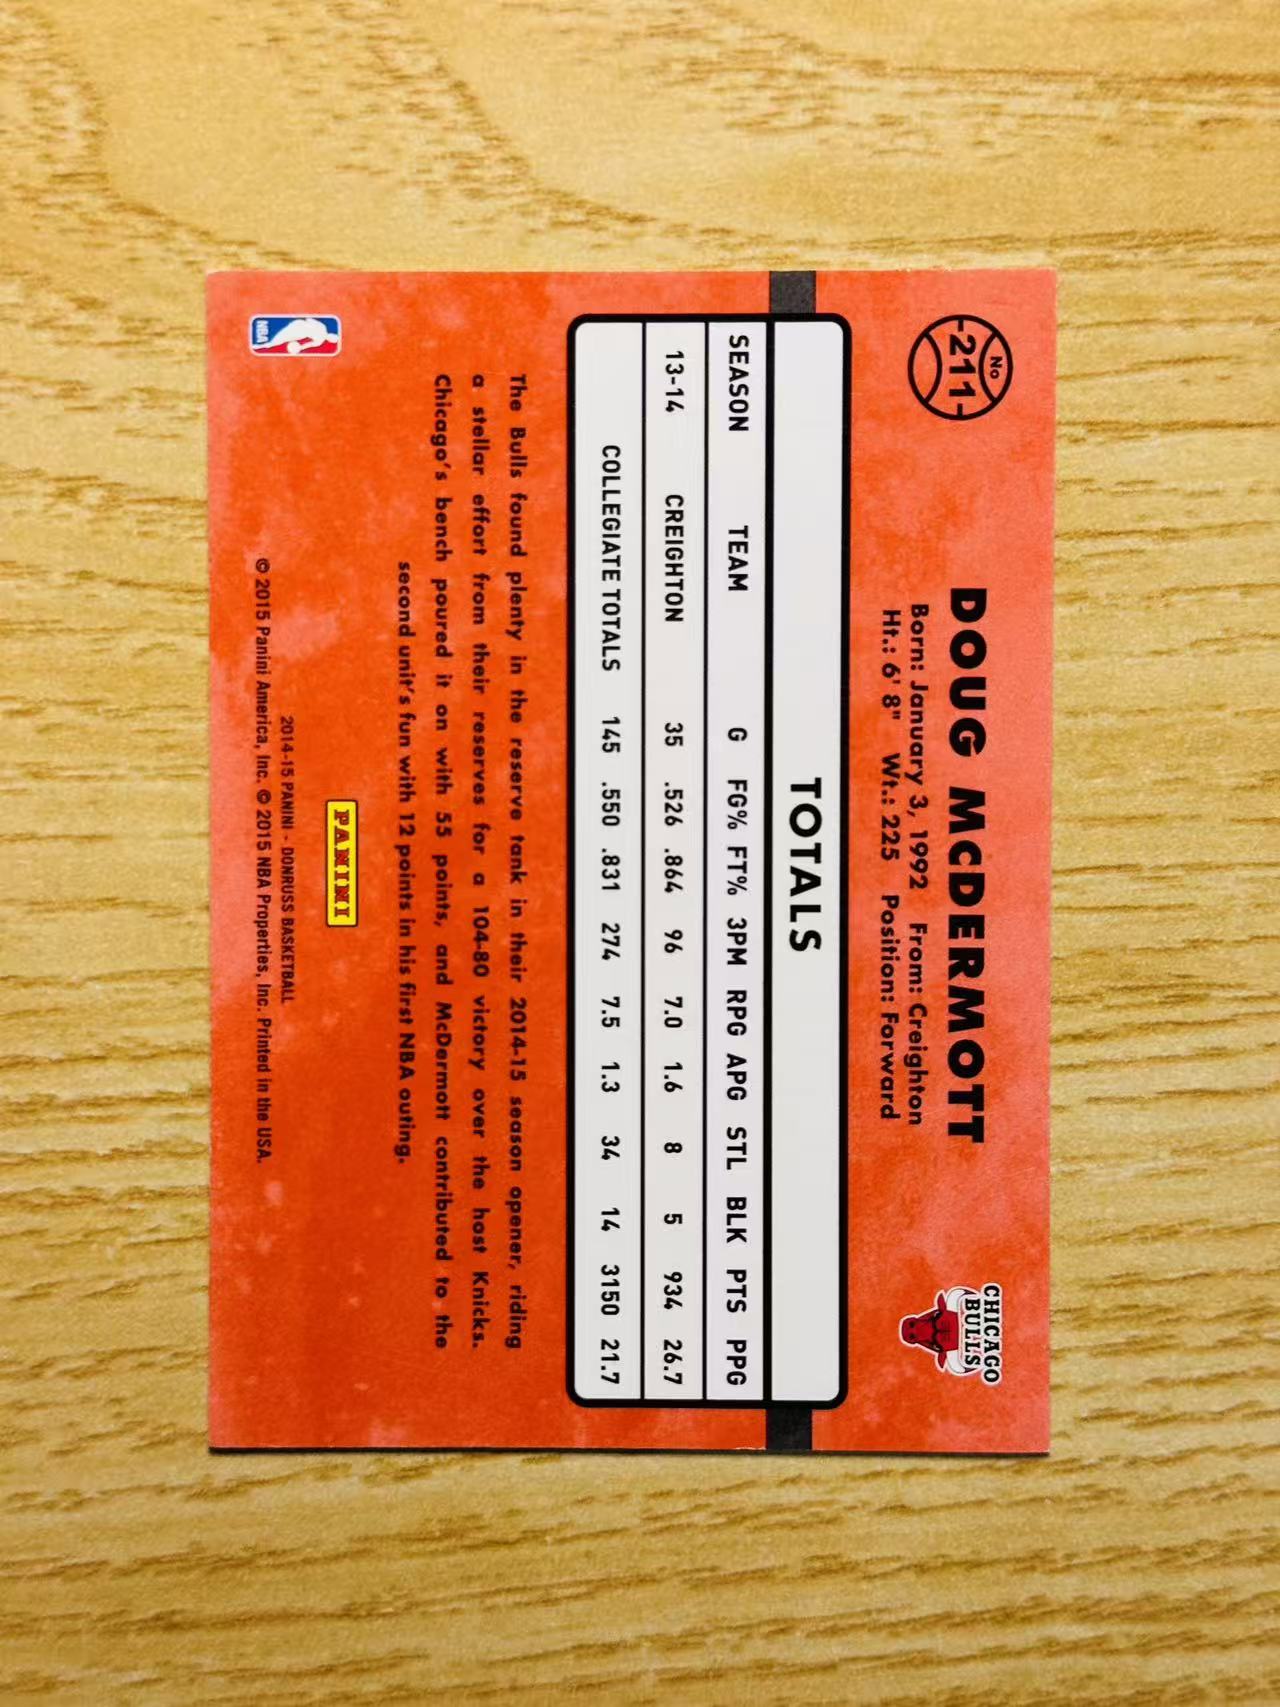 No
211
DOUG MCDERMOTT
Born: January 3, 1992 From: Creighton
Ht.: 6' 8" Wt.: 225 Position: Forward
CHICAGO
BULLS
TOTALS
SEASON TEAM G FG% FT% 3PM RPG APG STL BLK PTS PPG
13-14 CREIGHTON 35 .526 .864 96 7.0 1.6 8 5 934 26.7
COLLEGIATE TOTALS 145 .550 .831 274 7.5 1.3 34 14 3150 21.7
The Bulls found plenty in the reserve tank in their 2014-15 season opener, riding
a stellar effort from their reserves for a 104-80 victory over the host Knicks.
Chicago's bench poured it on with 55 points, and McDermott contributed to the
second unit's fun with 12 points in his first NBA outing.
PANINI
2014-15 PANINI - DONRUSS BASKETBALL
© 2015 Panini America, Inc. © 2015 NBA Properties, Inc. Printed in the USA.
NBA